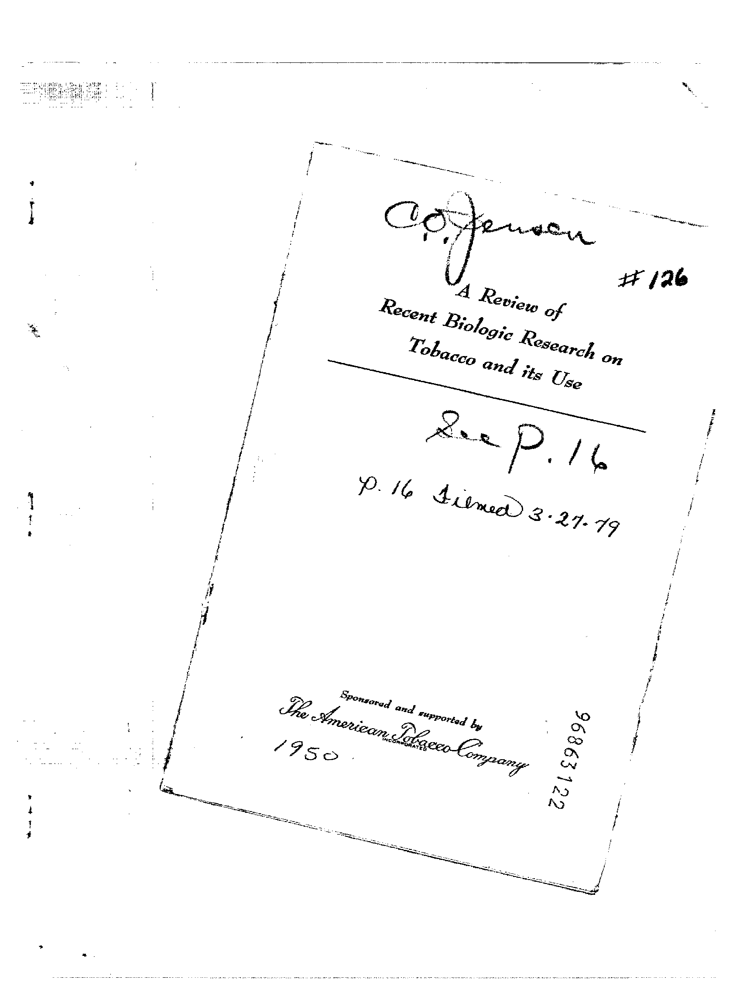 C.O. Jensen
# 126
A Review of
Recent Biologic Research on
Tobacco and its Use
See P. 16
p. 16 Filmed 3-27-79
Sponsored and supported by
The American Tobacco Company
INCORPORATED
1950
96863122